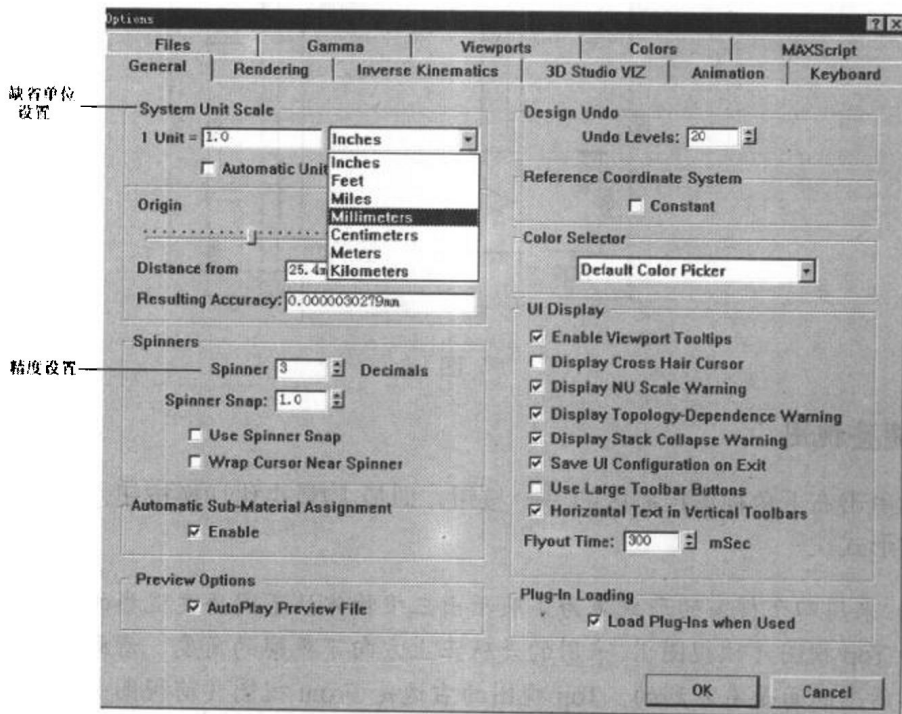 Options
Files Gamma Viewports Colors MAXScript
General Rendering Inverse Kinematics 3D Studio VIZ Animation Keyboard
缺省单位
设置
System Unit Scale
1 Unit = 1.0 Inches
Automatic Unit
Inches
Feet
Miles
Millimeters
Centimeters
Meters
Kilometers
Origin
Distance from 25.4m
Resulting Accuracy: 0.0000030279mm
精度设置
Spinners
Spinner 3 Decimals
Spinner Snap: 1.0
Use Spinner Snap
Wrap Cursor Near Spinner
Automatic Sub-Material Assignment
Enable
Preview Options
AutoPlay Preview File
Design Undo
Undo Levels: 20
Reference Coordinate System
Constant
Color Selector
Default Color Picker
UI Display
Enable Viewport Tooltips
Display Cross Hair Cursor
Display NU Scale Warning
Display Topology-Dependence Warning
Display Stack Collapse Warning
Save UI Configuration on Exit
Use Large Toolbar Buttons
Horizontal Text in Vertical Toolbars
Flyout Time: 300 mSec
Plug-In Loading
Load Plug-Ins when Used
OK Cancel